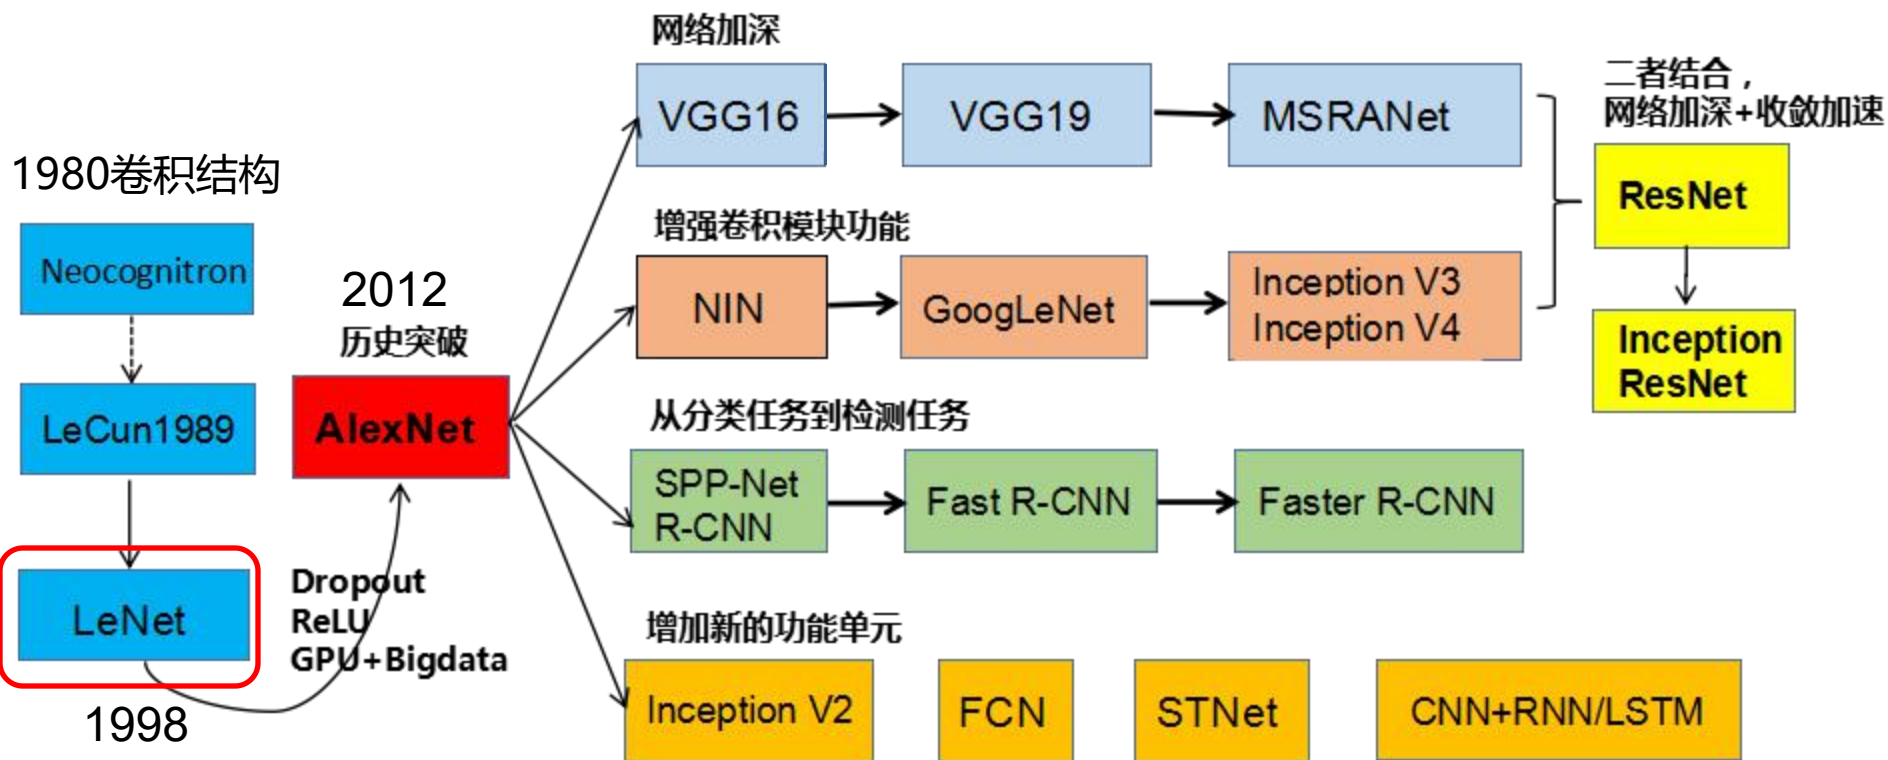 网络加深
VGG16
VGG19
MSRANet
二者结合，
网络加深+收敛加速
ResNet
Inception
ResNet
1980卷积结构
Neocognitron
LeCun1989
LeNet
1998
2012
历史突破
AlexNet
Dropout
ReLU
GPU+Bigdata
增强卷积模块功能
NIN
GoogLeNet
Inception V3
Inception V4
从分类任务到检测任务
SPP-Net
R-CNN
Fast R-CNN
Faster R-CNN
增加新的功能单元
Inception V2
FCN
STNet
CNN+RNN/LSTM